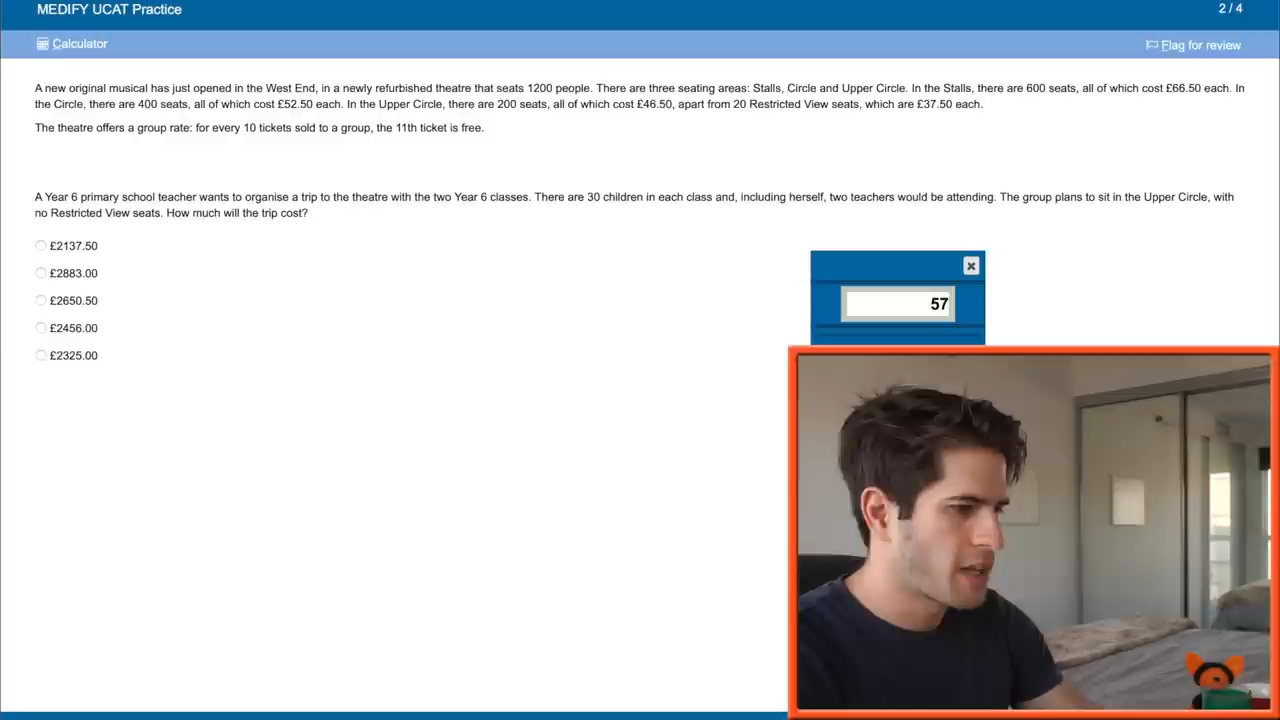 MEDIFY UCAT Practice
2 / 4
Calculator
Flag for review
A new original musical has just opened in the West End, in a newly refurbished theatre that seats 1200 people. There are three seating areas: Stalls, Circle and Upper Circle. In the Stalls, there are 600 seats, all of which cost £66.50 each. In
the Circle, there are 400 seats, all of which cost £52.50 each. In the Upper Circle, there are 200 seats, all of which cost £46.50, apart from 20 Restricted View seats, which are £37.50 each.
The theatre offers a group rate: for every 10 tickets sold to a group, the 11th ticket is free.
A Year 6 primary school teacher wants to organise a trip to the theatre with the two Year 6 classes. There are 30 children in each class and, including herself, two teachers would be attending. The group plans to sit in the Upper Circle, with
no Restricted View seats. How much will the trip cost?
£2137.50
£2883.00
£2650.50
£2456.00
£2325.00
57